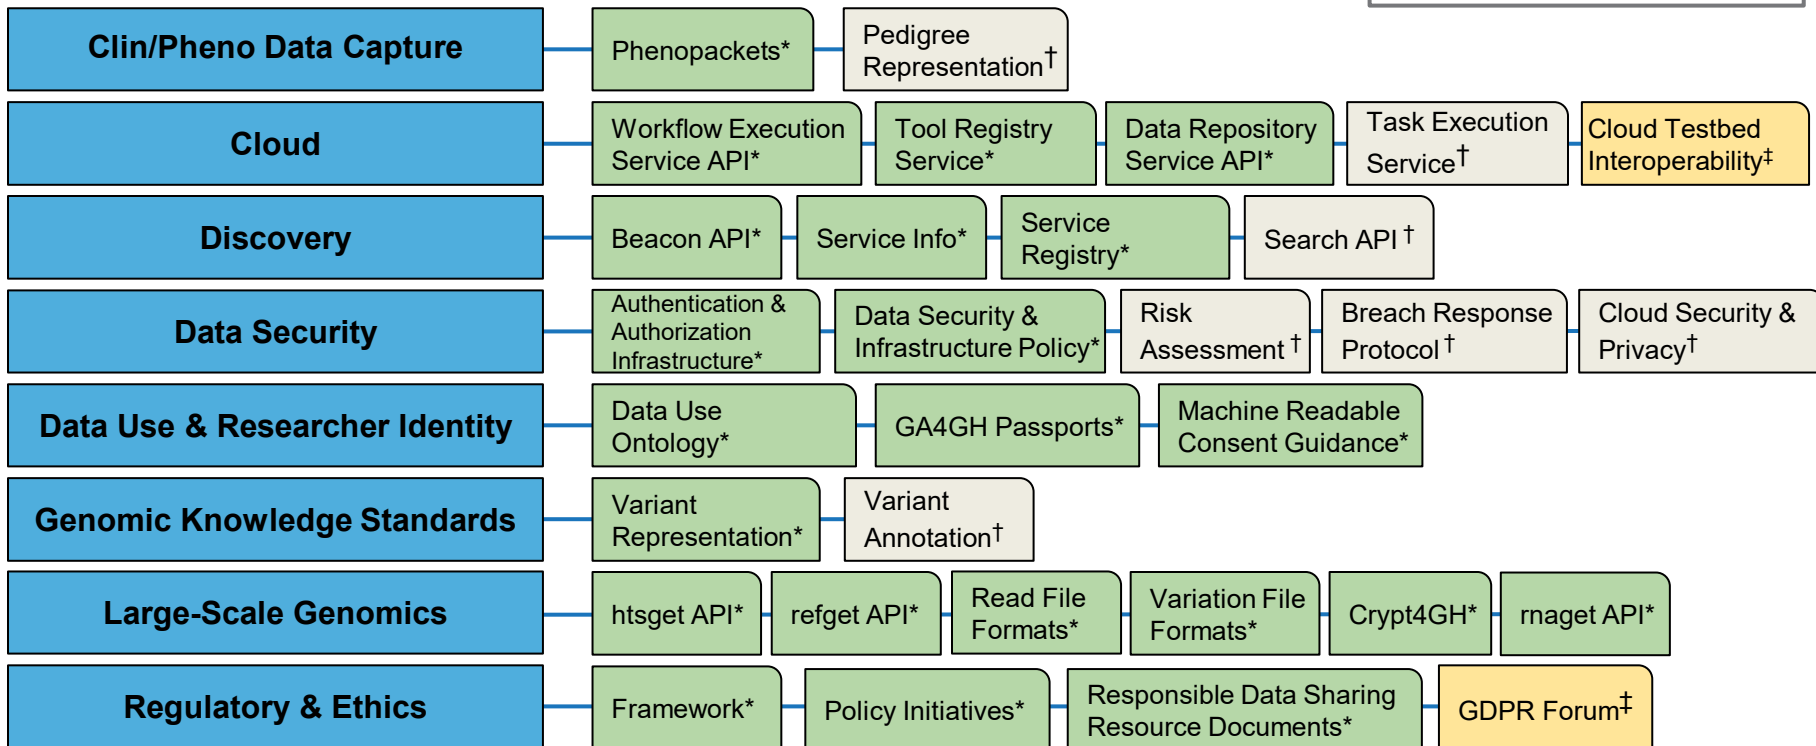 Clin/Pheno Data Capture
Phenopackets*
Pedigree
Representation†
Cloud
Workflow Execution
Service API*
Tool Registry
Service*
Data Repository
Service API*
Task Execution
Service†
Cloud Testbed
Interoperability‡
Discovery
Beacon API*
Service Info*
Service
Registry*
Search API †
Data Security
Authentication &
Authorization
Infrastructure*
Data Security &
Infrastructure Policy*
Risk
Assessment †
Breach Response
Protocol †
Cloud Security &
Privacy†
Data Use & Researcher Identity
Data Use
Ontology*
GA4GH Passports*
Machine Readable
Consent Guidance*
Genomic Knowledge Standards
Variant
Representation*
Variant
Annotation†
Large-Scale Genomics
htsget API*
refget API*
Read File
Formats*
Variation File
Formats*
Crypt4GH*
rnaget API*
Regulatory & Ethics
Framework*
Policy Initiatives*
Responsible Data Sharing
Resource Documents*
GDPR Forum‡